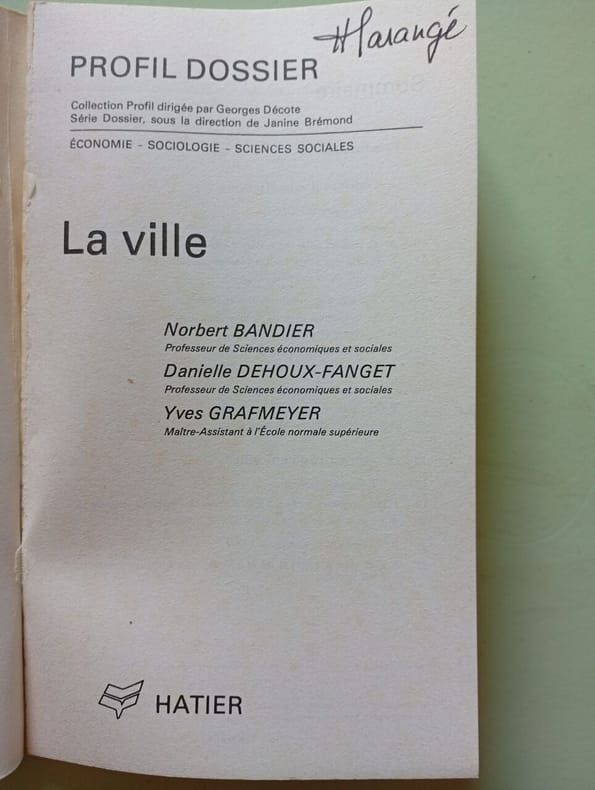 HLarangé
PROFIL DOSSIER
Collection Profil dirigée par Georges Décote
Série Dossier, sous la direction de Janine Brémond
ÉCONOMIE - SOCIOLOGIE - SCIENCES SOCIALES
La ville
Norbert BANDIER
Professeur de Sciences économiques et sociales
Danielle DEHOUX-FANGET
Professeur de Sciences économiques et sociales
Yves GRAFMEYER
Maître-Assistant à l'École normale supérieure
HATIER